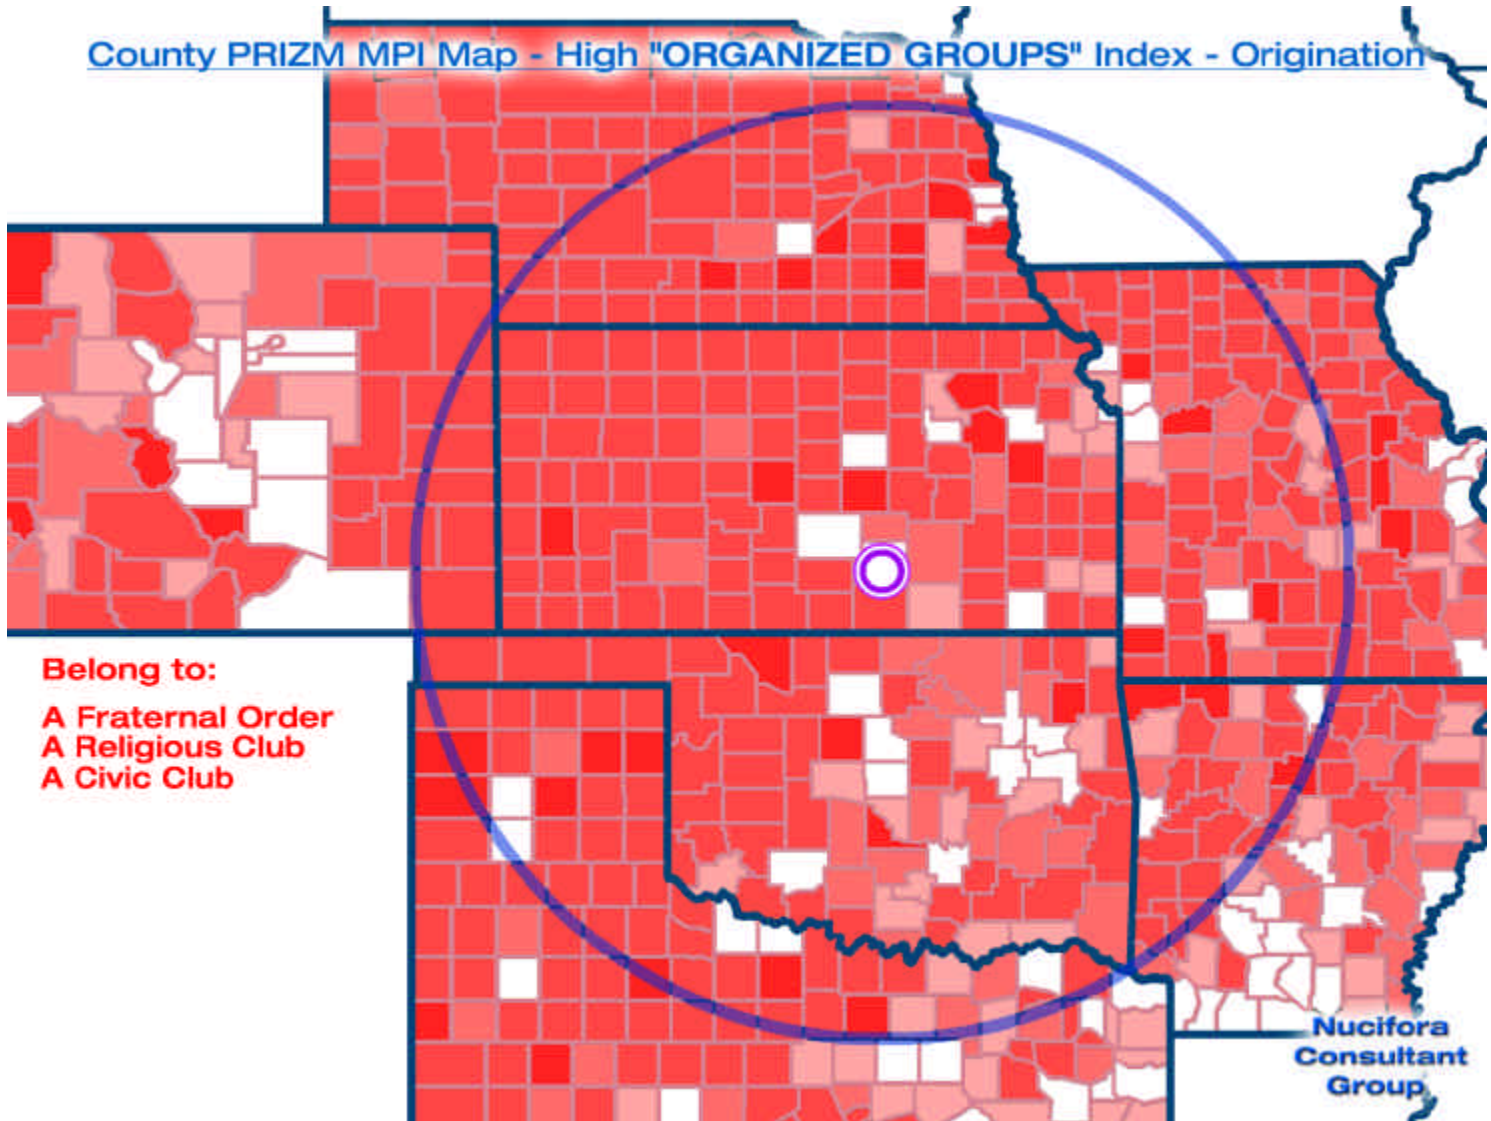 County PRIZM MPI Map - High "ORGANIZED GROUPS" Index - Origination
Belong to:
A Fraternal Order
A Religious Club
A Civic Club
Nucifora
Consultant
Group